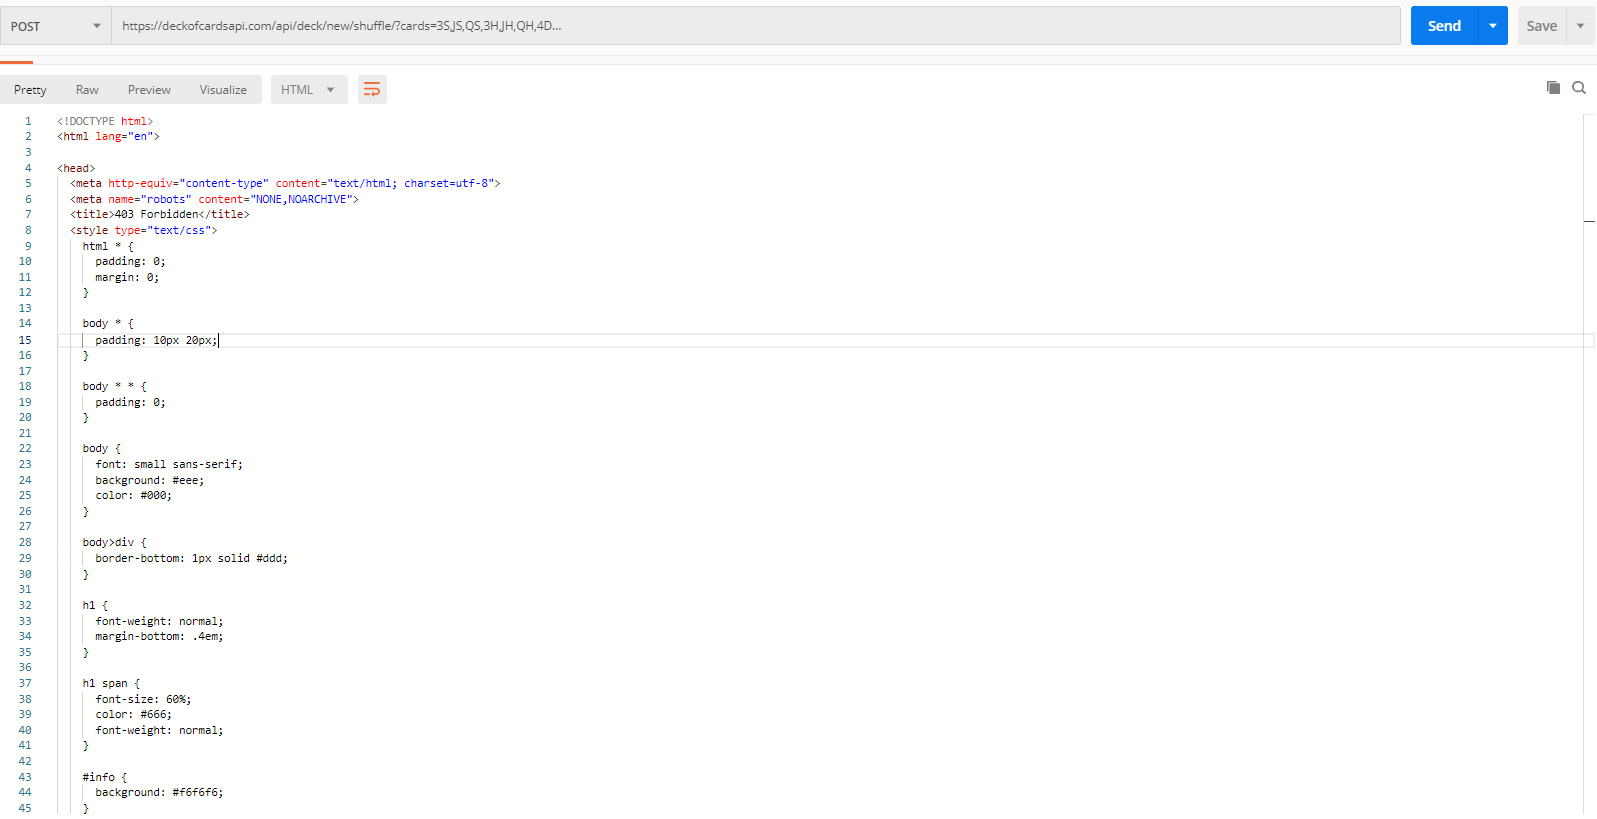 POST https://deckofcardsapi.com/api/deck/new/shuffle/?cards=3S,JS,QS,3H,JH,QH,4D... Send Save
Pretty Raw Preview Visualize HTML
1 <!DOCTYPE html>
2 <html lang="en">
3
4 <head>
5 <meta http-equiv="content-type" content="text/html; charset=utf-8">
6 <meta name="robots" content="NONE,NOARCHIVE">
7 <title>403 Forbidden</title>
8 <style type="text/css">
9 html * {
10 padding: 0;
11 margin: 0;
12 }
13
14 body * {
15 padding: 10px 20px;
16 }
17
18 body * * {
19 padding: 0;
20 }
21
22 body {
23 font: small sans-serif;
24 background: #eee;
25 color: #000;
26 }
27
28 body>div {
29 border-bottom: 1px solid #ddd;
30 }
31
32 h1 {
33 font-weight: normal;
34 margin-bottom: .4em;
35 }
36
37 h1 span {
38 font-size: 60%;
39 color: #666;
40 font-weight: normal;
41 }
42
43 #info {
44 background: #f6f6f6;
45 }